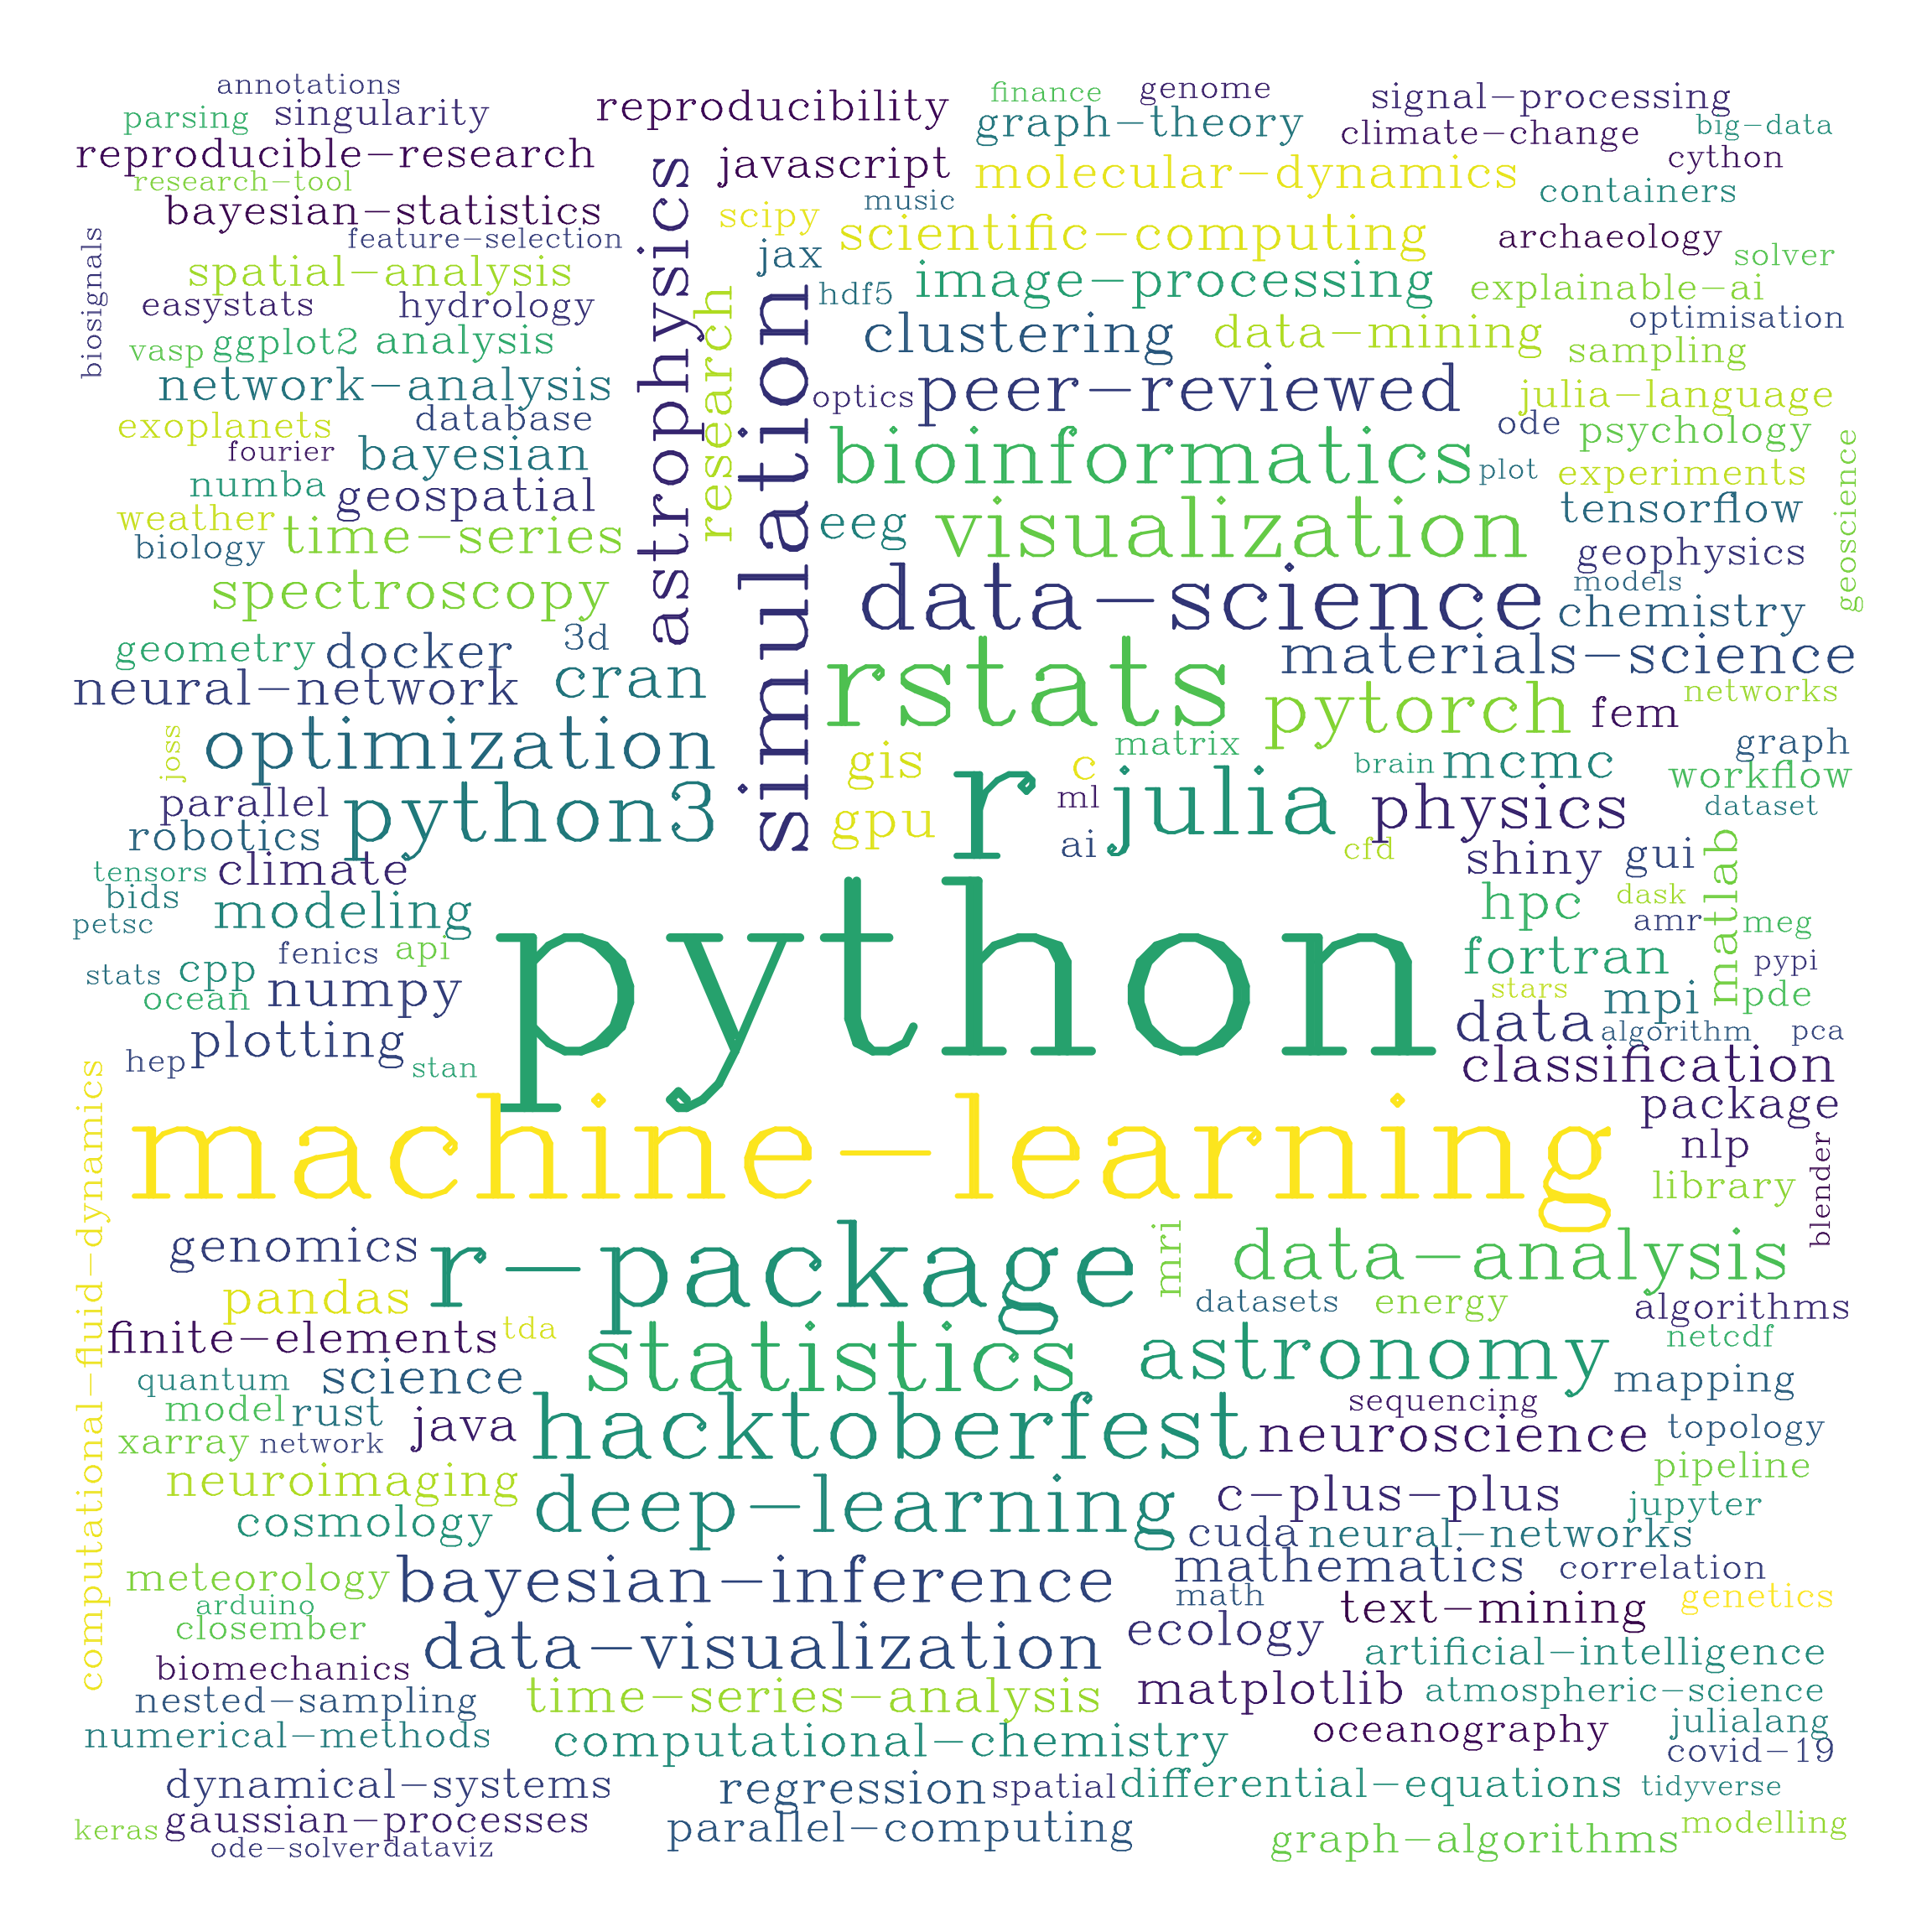 annotations
parsing
singularity
reproducibility
finance
genome
signal-processing
graph-theory
climate-change
big-data
reproducible-research
javascript
molecular-dynamics
cython
research-tool
containers
bayesian-statistics
scipy
music
feature-selection
scientific-computing
archaeology
astrophysics
jax
solver
biosignals
spatial-analysis
hdf5
image-processing
explainable-ai
easystats
hydrology
research
simulation
clustering
data-mining
optimisation
vasp
ggplot2
analysis
sampling
network-analysis
optics
peer-reviewed
julia-language
exoplanets
database
ode
psychology
fourier
bayesian
bioinformatics
plot
experiments
numba
geospatial
tensorflow
geoscience
weather
time-series
eeg
visualization
biology
geophysics
models
spectroscopy
data-science
chemistry
geometry
docker
3d
materials-science
neural-network
cran
rstats
pytorch
fem
networks
joss
optimization
gis
c
matrix
brain
mcmc
graph
workflow
parallel
python3
r
ml
julia
physics
dataset
robotics
gpu
ai
cfd
shiny
gui
matlab
tensors
climate
bids
hpc
dask
petsc
modeling
amr
meg
fenics
api
python
fortran
pypi
stats
cpp
ocean
numpy
stars
mpi
pde
plotting
data
algorithm
pca
hep
stan
classification
computational-fluid-dynamics
machine-learning
package
nlp
blender
library
genomics
r-package
mri
data-analysis
pandas
datasets
energy
algorithms
finite-elements
tda
statistics
astronomy
netcdf
quantum
science
mapping
model
rust
java
hacktoberfest
sequencing
neuroscience
topology
xarray
network
pipeline
neuroimaging
deep-learning
c-plus-plus
jupyter
cosmology
cuda
neural-networks
meteorology
bayesian-inference
mathematics
correlation
arduino
math
genetics
closember
ecology
text-mining
data-visualization
artificial-intelligence
biomechanics
nested-sampling
time-series-analysis
matplotlib
atmospheric-science
numerical-methods
computational-chemistry
oceanography
julialang
covid-19
dynamical-systems
regression
spatial
differential-equations
tidyverse
keras
gaussian-processes
parallel-computing
graph-algorithms
modelling
ode-solver
dataviz